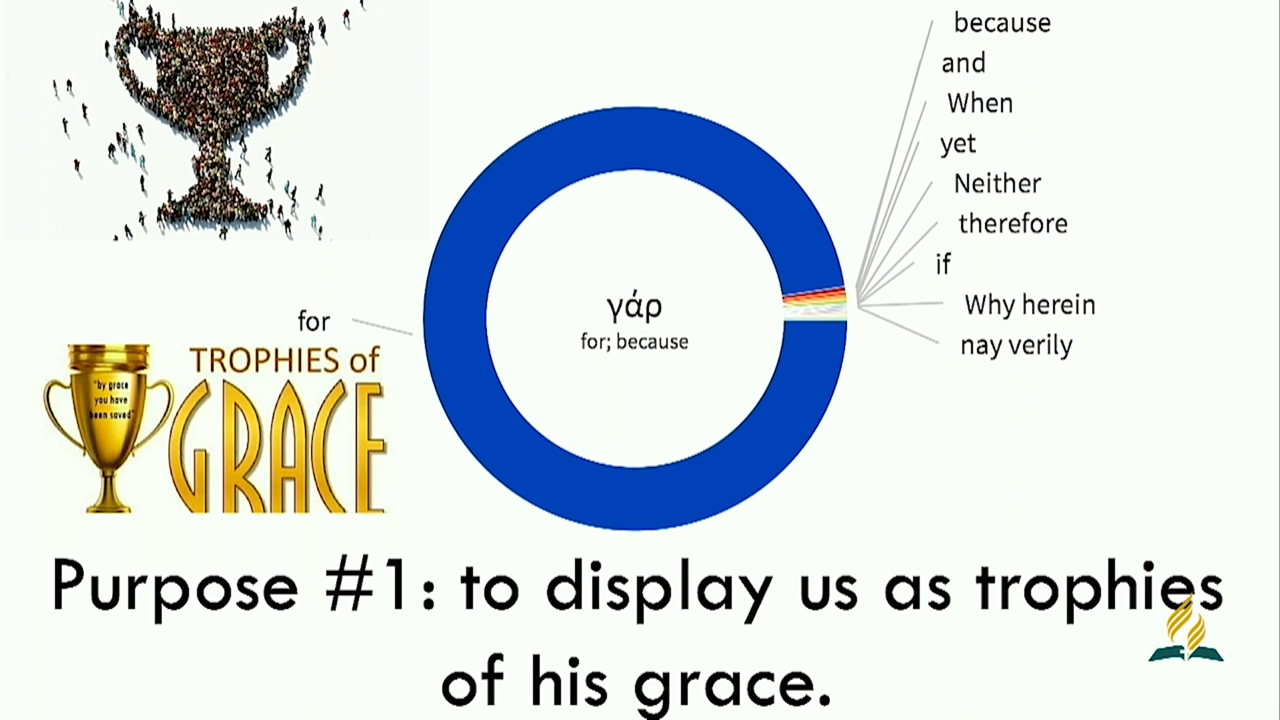 because
and
When
yet
Neither
therefore
if
Why herein
nay verily
γάρ
for; because
for
TROPHIES of
GRACE
"by grace
you have
been saved"
Purpose #1: to display us as trophies
of his grace.